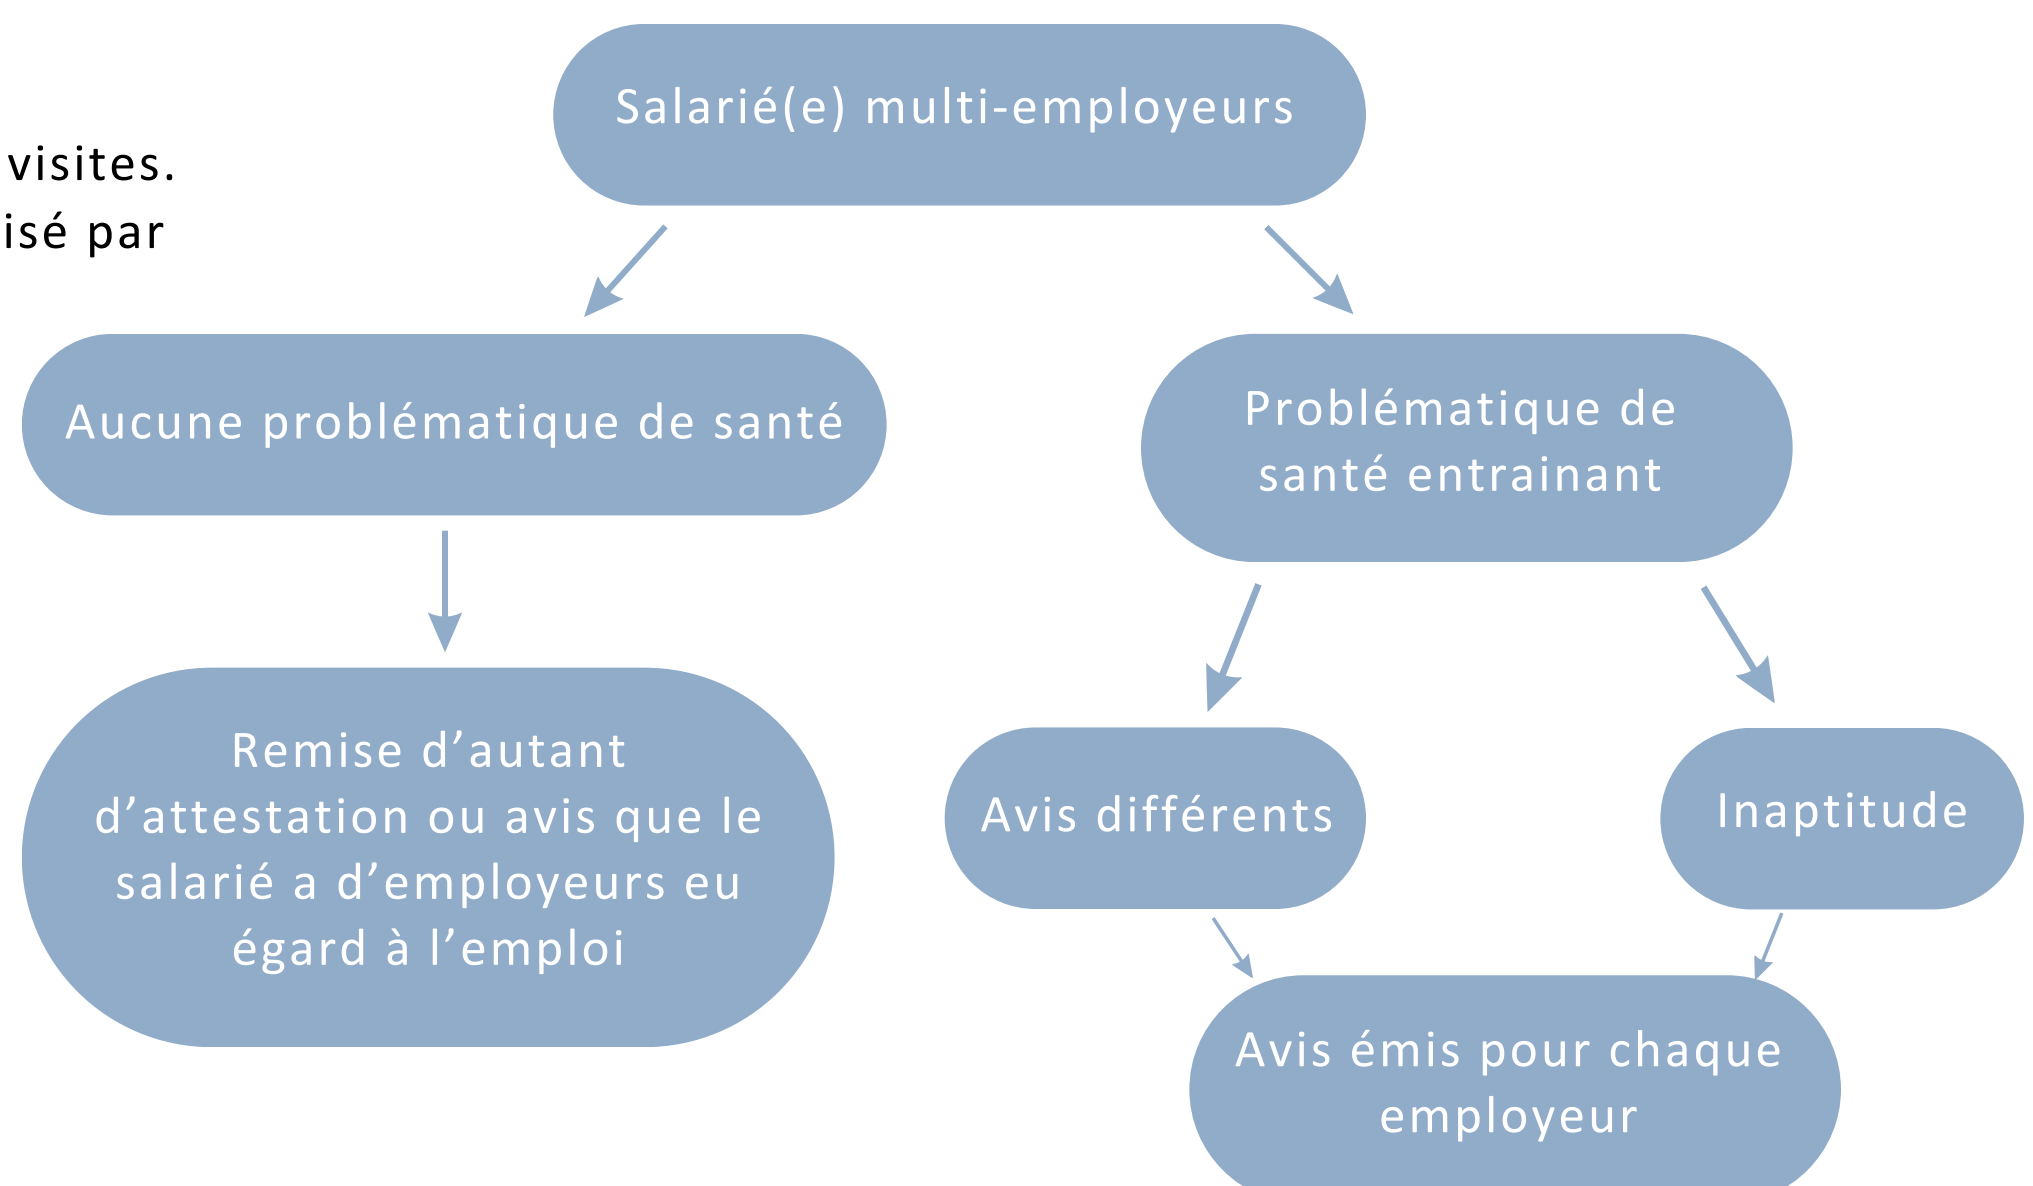 Salarié(e) multi-employeurs
visites.
isé par
Aucune problématique de santé
Problématique de
santé entrainant
Remise d’autant
d’attestation ou avis que le
salarié a d’employeurs eu
égard à l’emploi
Avis différents
Inaptitude
Avis émis pour chaque
employeur